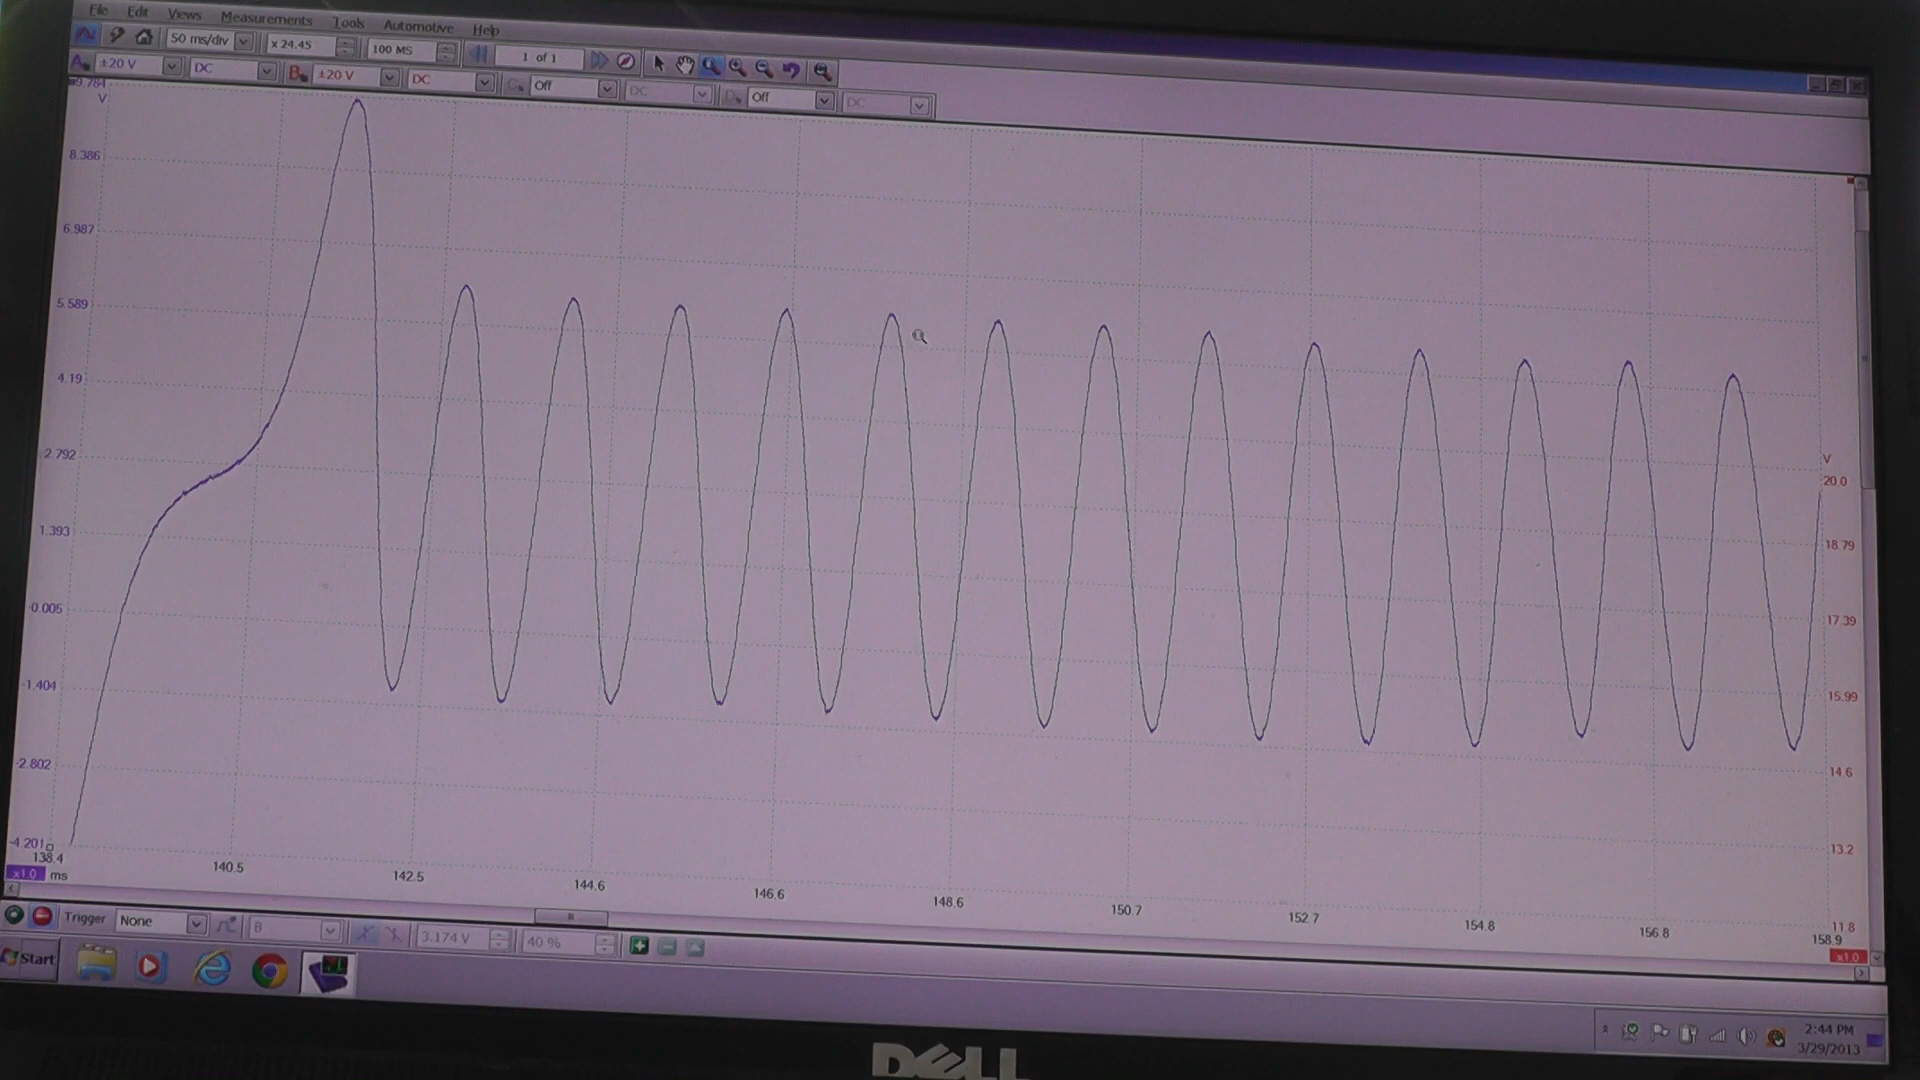 File Edit Views Measurements Tools Automotive Help
50 ms/div x 24.45 100 MS 1 of 1
A ±20 V DC B ±20 V DC C Off DC D Off DC
9.784
V
8.386
6.987
5.589
4.19
2.792
1.393
-0.005
-1.404
-2.802
-4.201
V
20.0
18.79
17.39
15.99
14.6
13.2
11.8
138.4 140.5 142.5 144.6 146.6 148.6 150.7 152.7 154.8 156.8 158.9
x1.0 ms x1.0
Trigger None B 3.174 V 40 %
Start
2:44 PM
3/29/2013
DELL